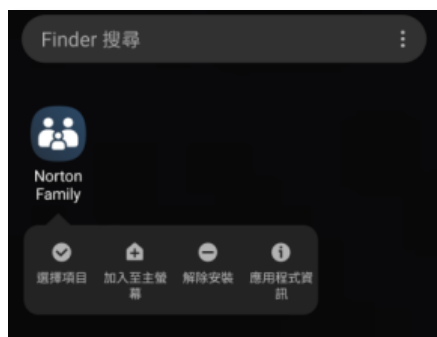 Finder 搜尋
Norton
Family
選擇項目
加入至主螢
幕
解除安裝
應用程式資
訊